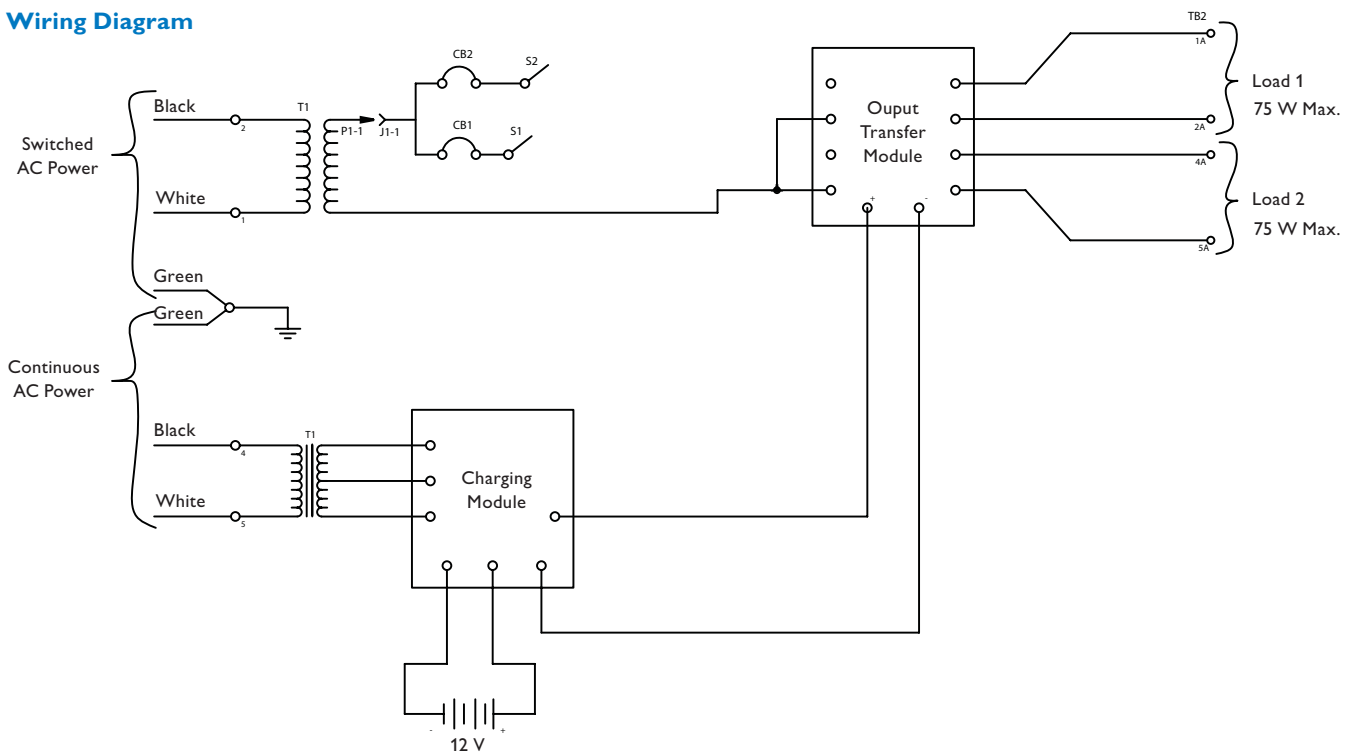 Wiring Diagram
Switched
AC Power
Black
2
White
1
Green
Green
T1
P1-1
J1-1
CB2
S2
CB1
S1
Ouput
Transfer
Module
+
-
TB2
1A
2A
Load 1
75 W Max.
4A
5A
Load 2
75 W Max.
Continuous
AC Power
Black
4
White
5
T1
Charging
Module
-
+
12 V